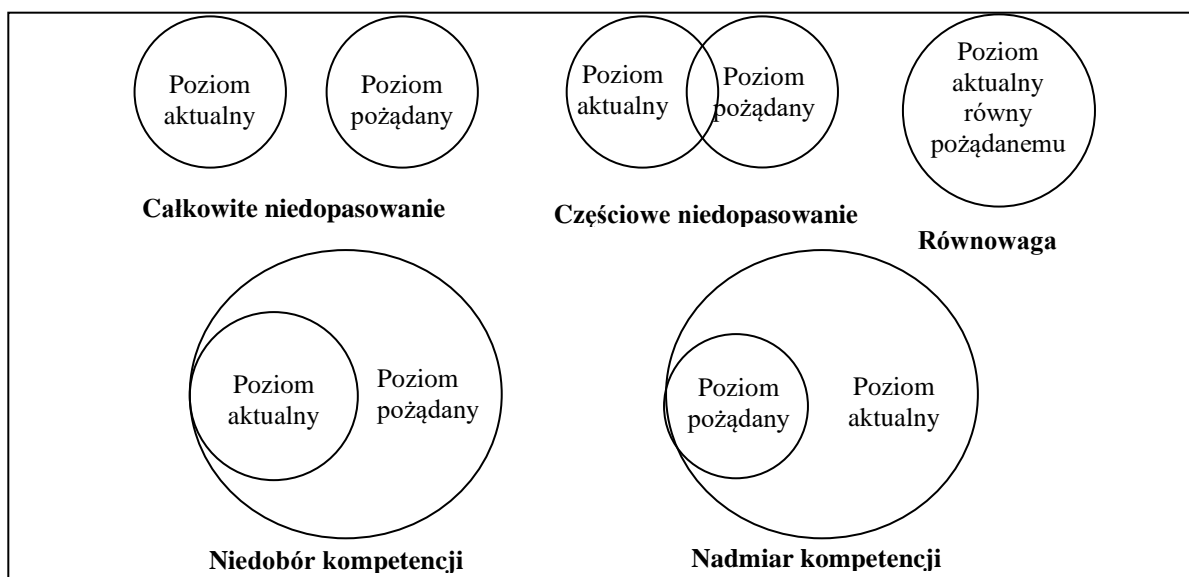 Poziom
aktualny
Poziom
pożądany
Całkowite niedopasowanie
Poziom
aktualny
Poziom
pożądany
Częściowe niedopasowanie
Poziom
aktualny
równy
pożądanemu
Równowaga
Poziom
aktualny
Poziom
pożądany
Niedobór kompetencji
Poziom
pożądany
Poziom
aktualny
Nadmiar kompetencji